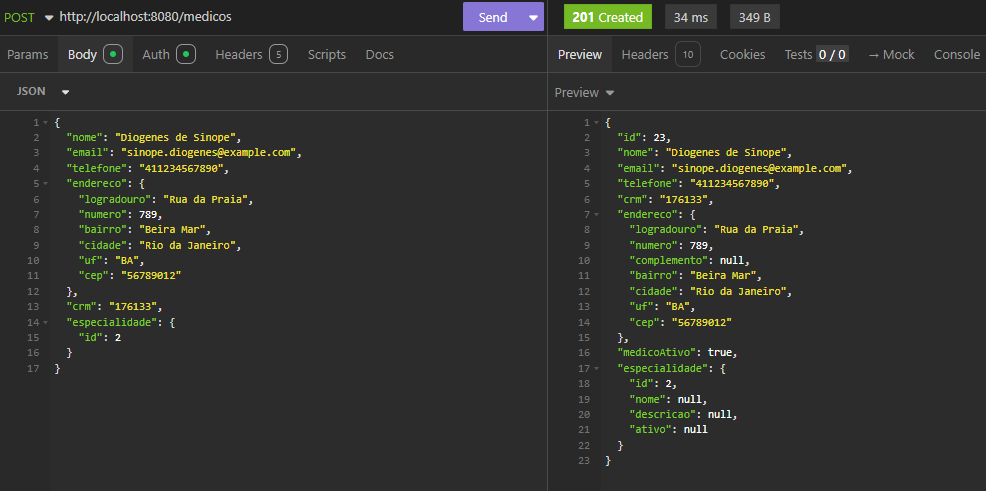 POST http://localhost:8080/medicos Send
201 Created 34 ms 349 B
Params Body Auth Headers 5 Scripts Docs
Preview Headers 10 Cookies Tests 0 / 0 → Mock Console
JSON
Preview
1 {
2 "nome": "Diogenes de Sinope",
3 "email": "sinope.diogenes@example.com",
4 "telefone": "411234567890",
5 "endereco": {
6 "logradouro": "Rua da Praia",
7 "numero": 789,
8 "bairro": "Beira Mar",
9 "cidade": "Rio da Janeiro",
10 "uf": "BA",
11 "cep": "56789012"
12 },
13 "crm": "176133",
14 "especialidade": {
15 "id": 2
16 }
17 }
1 {
2 "id": 23,
3 "nome": "Diogenes de Sinope",
4 "email": "sinope.diogenes@example.com",
5 "telefone": "411234567890",
6 "crm": "176133",
7 "endereco": {
8 "logradouro": "Rua da Praia",
9 "numero": 789,
10 "complemento": null,
11 "bairro": "Beira Mar",
12 "cidade": "Rio da Janeiro",
13 "uf": "BA",
14 "cep": "56789012"
15 },
16 "medicoAtivo": true,
17 "especialidade": {
18 "id": 2,
19 "nome": null,
20 "descricao": null,
21 "ativo": null
22 }
23 }